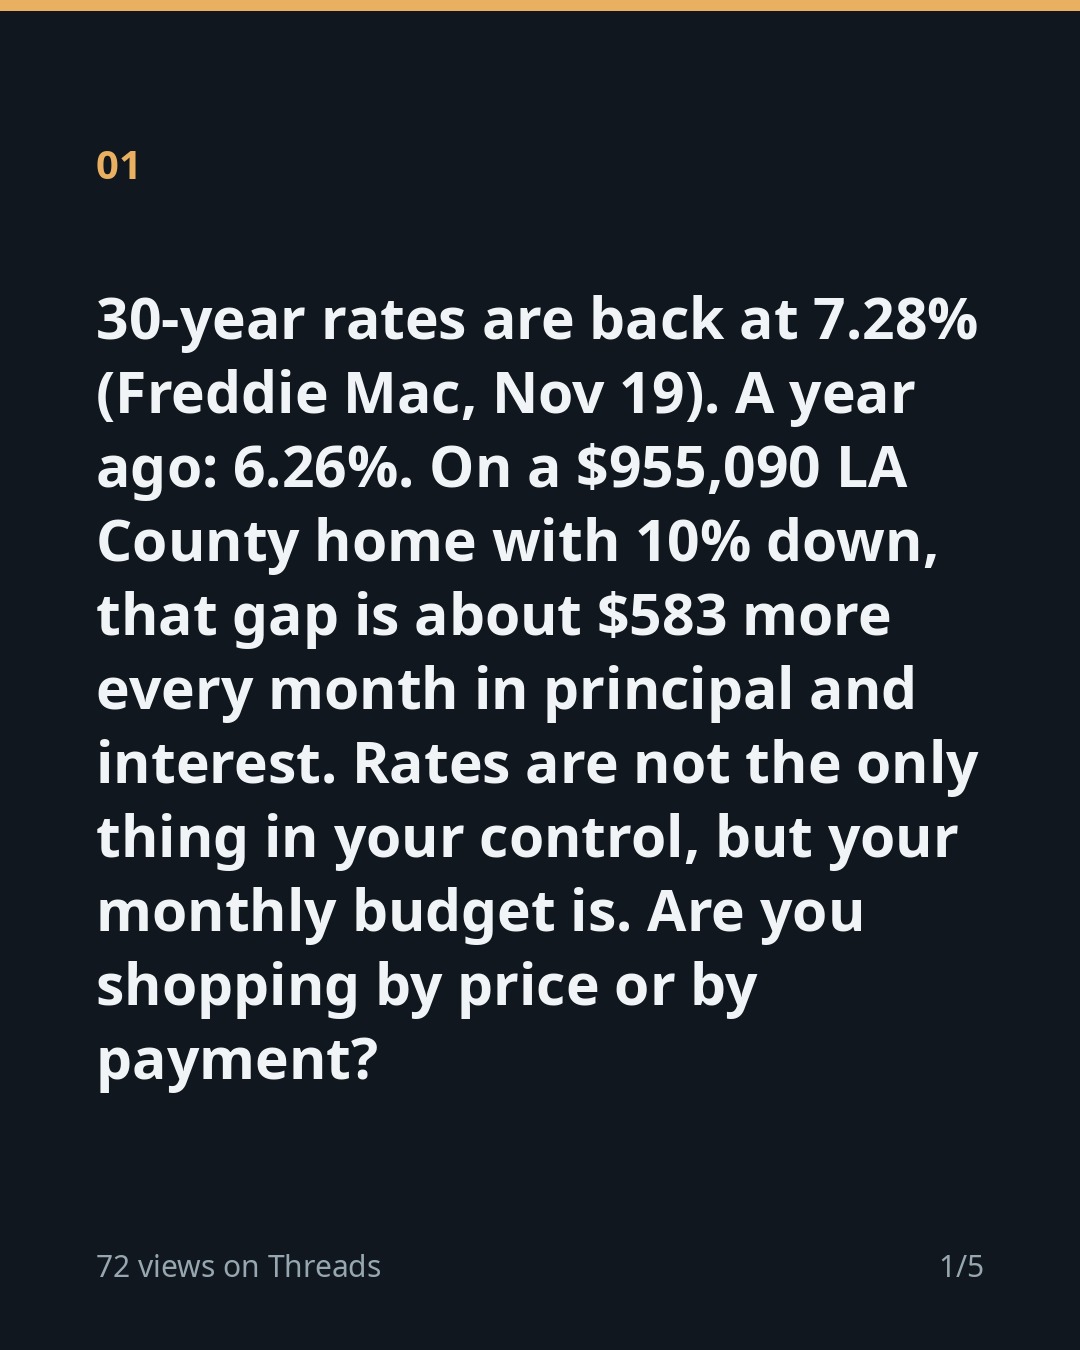 01
30-year rates are back at 7.28%
(Freddie Mac, Nov 19). A year
ago: 6.26%. On a $955,090 LA
County home with 10% down,
that gap is about $583 more
every month in principal and
interest. Rates are not the only
thing in your control, but your
monthly budget is. Are you
shopping by price or by
payment?
72 views on Threads
1/5